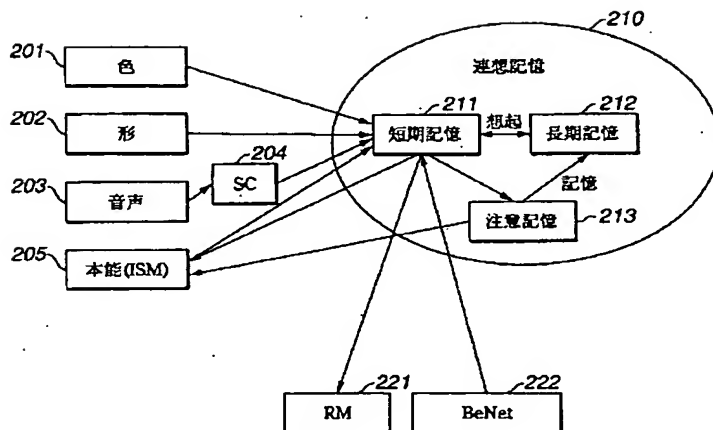 210
連想記憶
201
色
211
212
202
形
短期記憶
想起
長期記憶
204
203
音声
SC
記憶
注意記憶
213
205
本能(ISM)
221
222
RM
BeNet